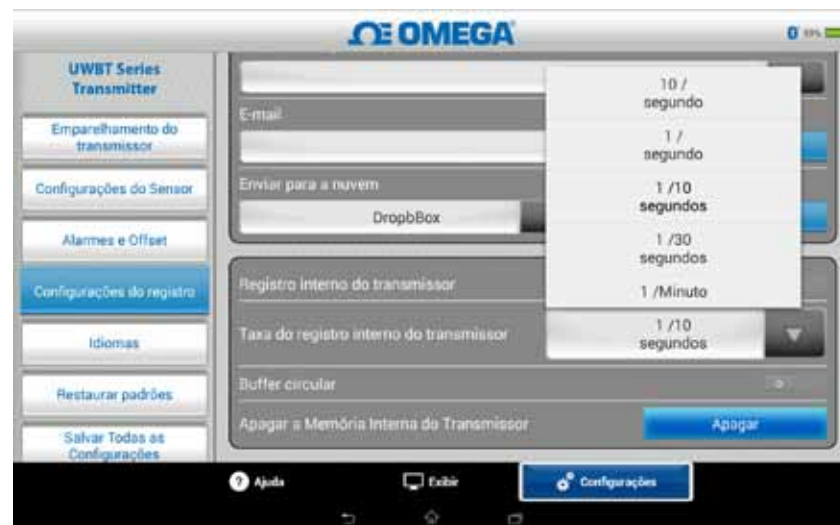 OMEGA
UWBT Series
Transmitter
Emparelhamento do
transmissor
Configurações do Sensor
Alarmes e Offset
Configurações do registro
Idiomas
Restaurar padrões
Salvar Todas as
Configurações
E-mail
Enviar para a nuvem
DropbBox
Registro interno do transmissor
Taxa do registro interno do transmissor
Buffer circular
Apagar a Memória Interna do Transmissor
10 /
segundo
1 /
segundo
1 /10
segundos
1 /30
segundos
1 /Minuto
1 /10
segundos
Apagar
Ajuda
Exibir
Configurações